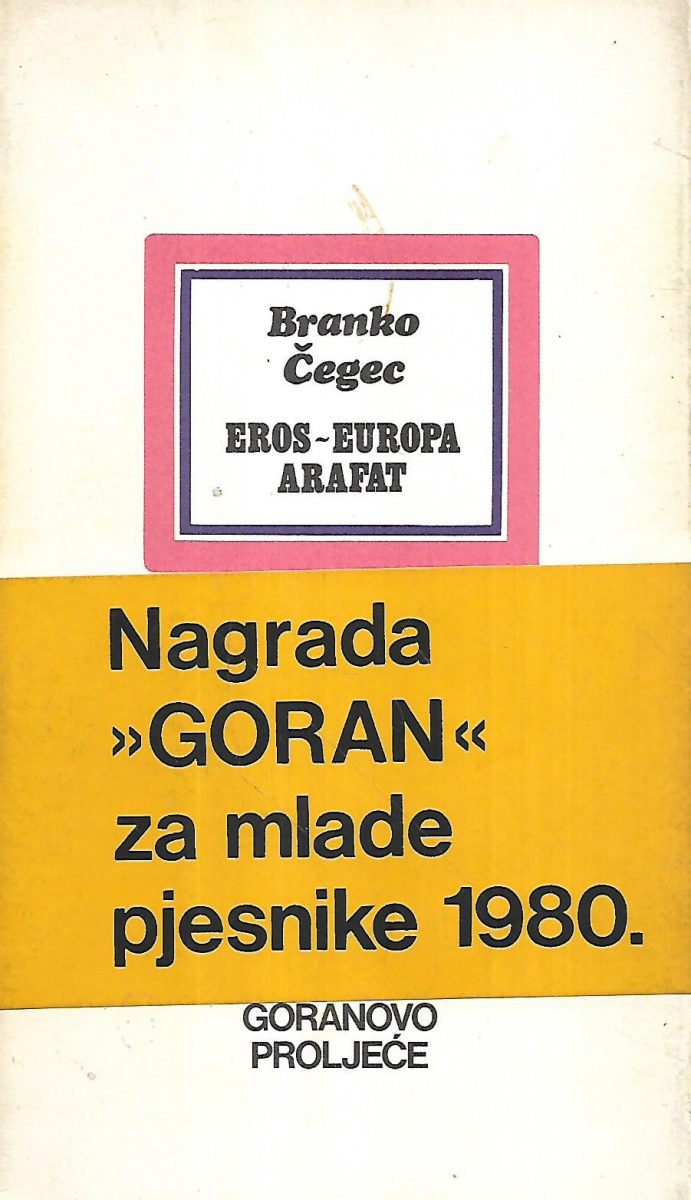 Branko
Čegec
EROS~EUROPA
ARAFAT
Nagrada
»GORAN«
za mlade
pjesnike 1980.
GORANOVO
PROLJEĆE